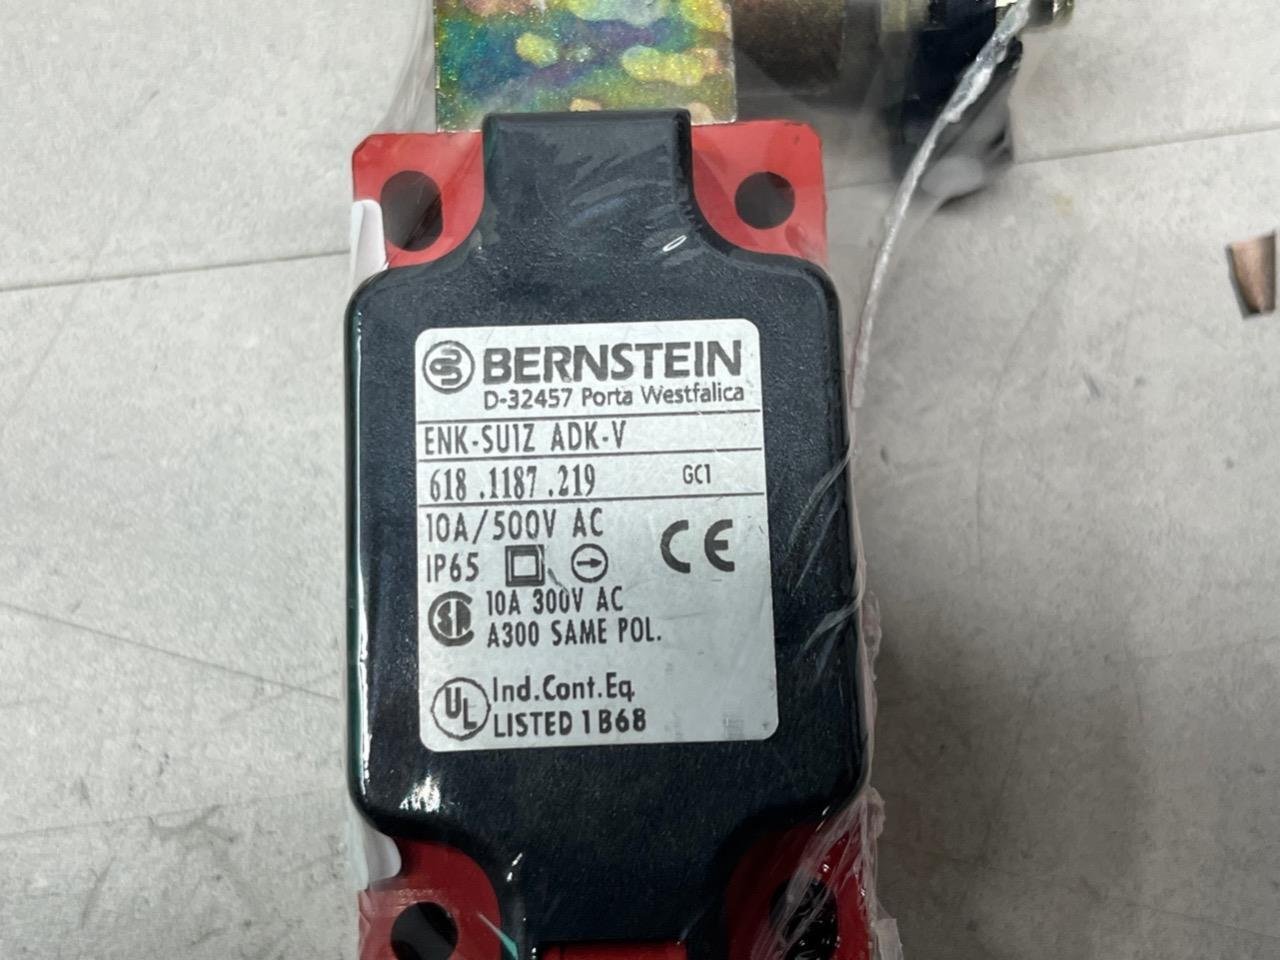 BERNSTEIN
D-32457 Porta Westfalica
ENK-SU1Z ADK-V
618.1187.219 GC1
10A/500V AC
IP65 CE
10A 300V AC
A300 SAME POL.
UL Ind.Cont.Eq
LISTED 1B68